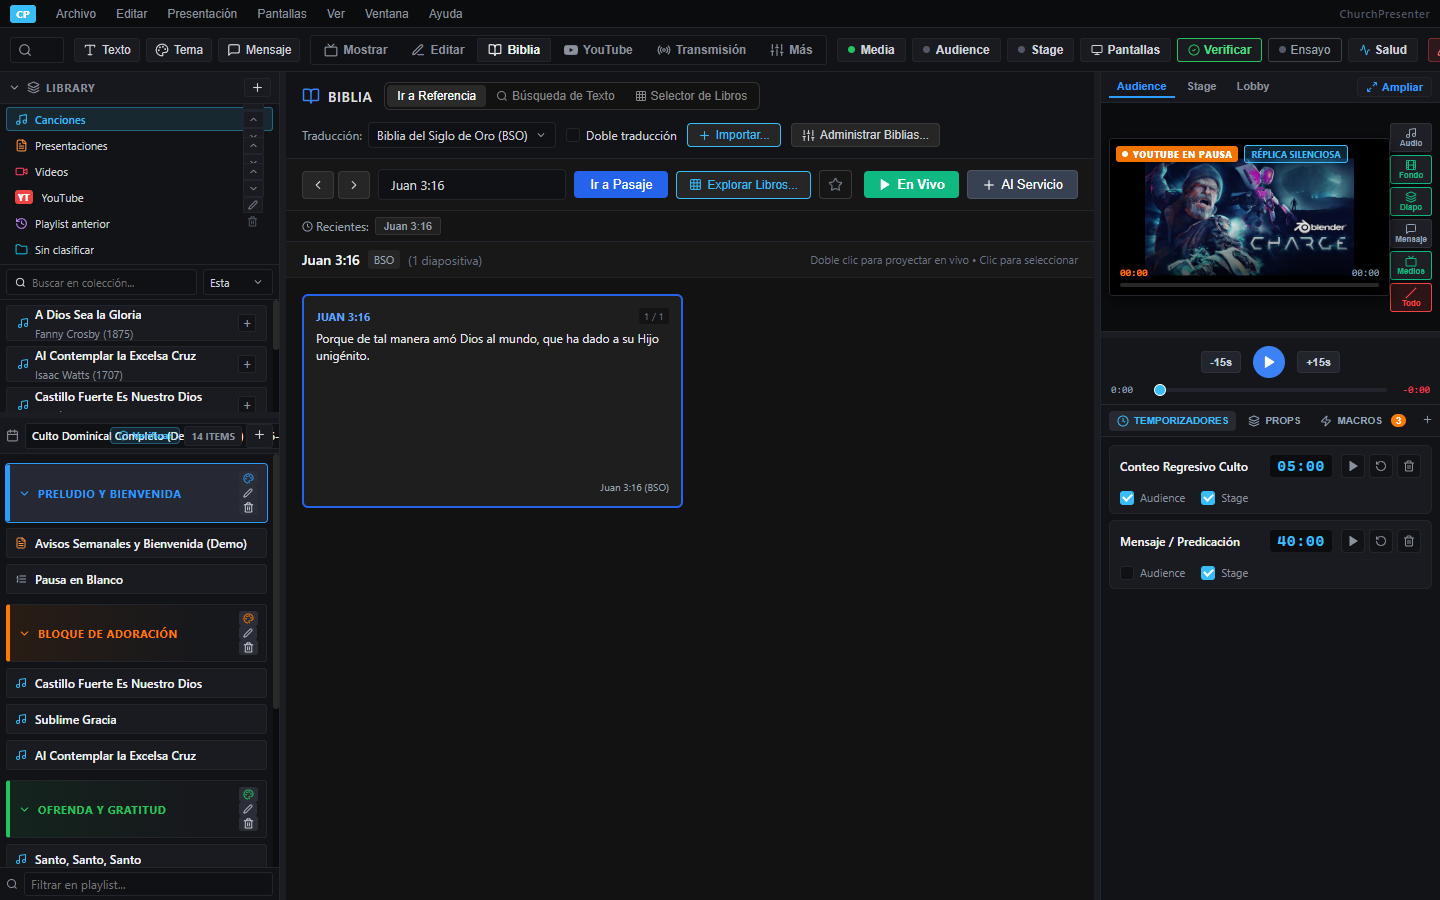 CP Archivo Editar Presentación Pantallas Ver Ventana Ayuda ChurchPresenter
Texto Tema Mensaje Mostrar Editar Biblia YouTube Transmisión Más Media Audience Stage Pantallas Verificar Ensayo Salud
LIBRARY
Canciones
Presentaciones
Videos
YT YouTube
Playlist anterior
Sin clasificar
Buscar en colección... Esta
A Dios Sea la Gloria
Fanny Crosby (1875)
Al Contemplar la Excelsa Cruz
Isaac Watts (1707)
Castillo Fuerte Es Nuestro Dios
Culto Dominical Completo (De 14 ITEMS
PRELUDIO Y BIENVENIDA
Avisos Semanales y Bienvenida (Demo)
Pausa en Blanco
BLOQUE DE ADORACIÓN
Castillo Fuerte Es Nuestro Dios
Sublime Gracia
Al Contemplar la Excelsa Cruz
OFRENDA Y GRATITUD
Santo, Santo, Santo
Filtrar en playlist...
BIBLIA Ir a Referencia Búsqueda de Texto Selector de Libros
Traducción: Biblia del Siglo de Oro (BSO) Doble traducción Importar... Administrar Biblias...
Juan 3:16 Ir a Pasaje Explorar Libros... En Vivo Al Servicio
Recientes: Juan 3:16
Juan 3:16 BSO (1 diapositiva) Doble clic para proyectar en vivo • Clic para seleccionar
JUAN 3:16 1 / 1
Porque de tal manera amó Dios al mundo, que ha dado a su Hijo
unigénito.
Juan 3:16 (BSO)
Audience Stage Lobby Ampliar
YOUTUBE EN PAUSA RÉPLICA SILENCIOSA
blender
CHARGE
00:00 00:00
Audio
Fondo
Diapo
Mensaje
Medios
Todo
-15s +15s
0:00 -0:00
TEMPORIZADORES PROPS MACROS 3
Conteo Regresivo Culto 05:00
Audience Stage
Mensaje / Predicación 40:00
Audience Stage